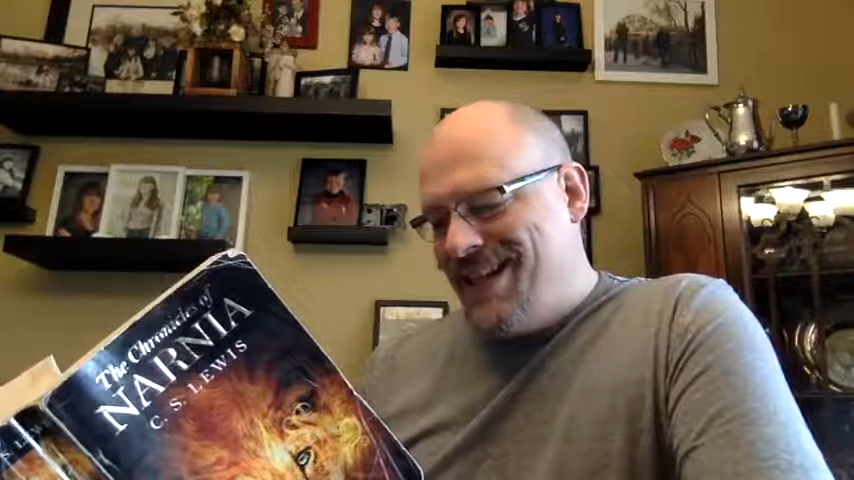 The Chronicles of
NARNIA
C. S. LEWIS